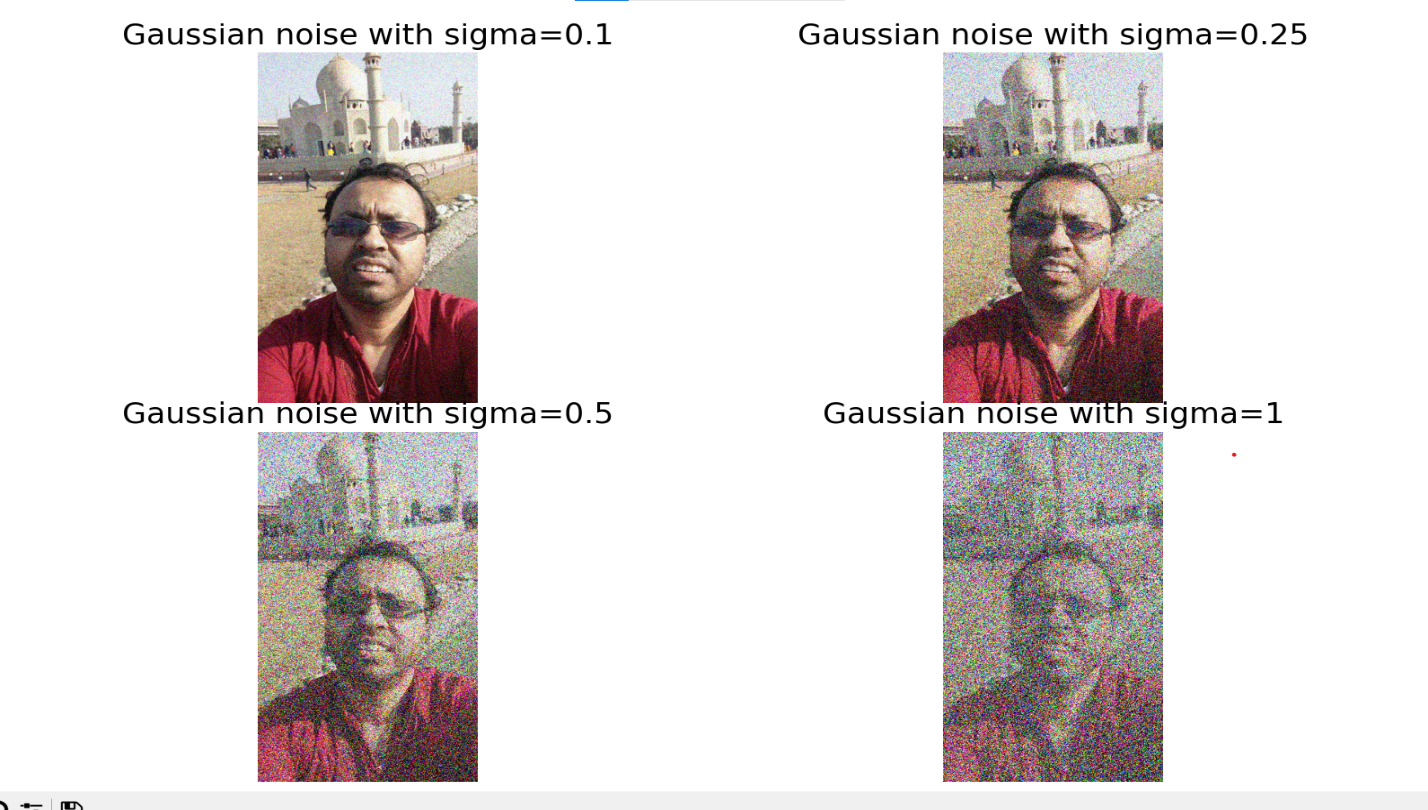 Gaussian noise with sigma=0.1
Gaussian noise with sigma=0.25
Gaussian noise with sigma=0.5
Gaussian noise with sigma=1